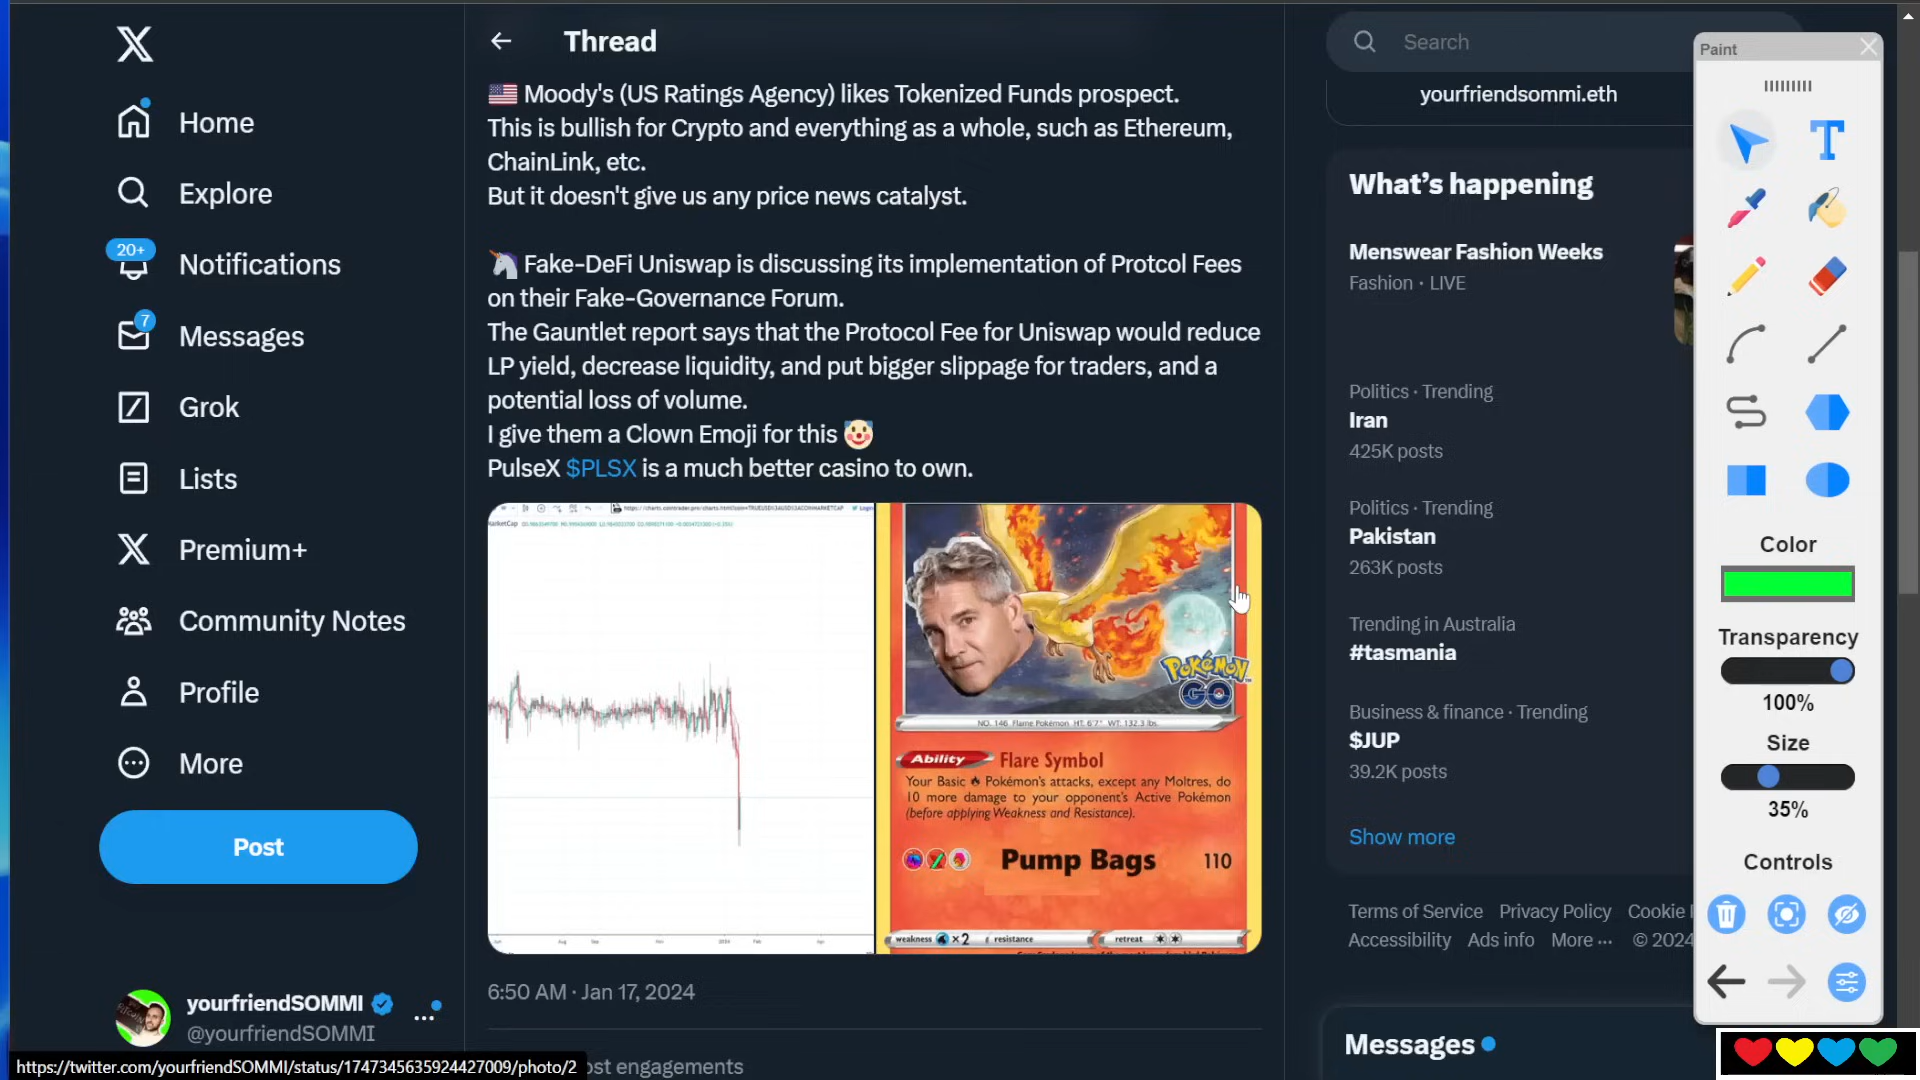 Home
Explore
20+
Notifications
7
Messages
Grok
Lists
Premium+
Community Notes
Profile
More
Post
yourfriendSOMMI
@yourfriendSOMMI
https://twitter.com/yourfriendSOMMI/status/1747345635924427009/photo/2
Thread
Moody's (US Ratings Agency) likes Tokenized Funds prospect.
This is bullish for Crypto and everything as a whole, such as Ethereum,
ChainLink, etc.
But it doesn't give us any price news catalyst.
Fake-DeFi Uniswap is discussing its implementation of Protcol Fees
on their Fake-Governance Forum.
The Gauntlet report says that the Protocol Fee for Uniswap would reduce
LP yield, decrease liquidity, and put bigger slippage for traders, and a
potential loss of volume.
I give them a Clown Emoji for this
PulseX $PLSX is a much better casino to own.
POKÉMON
GO
NO. 146 Flame Pokémon HT: 6'7" WT: 132.3 lbs.
Ability Flare Symbol
Your Basic Pokémon's attacks, except any Moltres, do
10 more damage to your opponent's Active Pokémon
(before applying Weakness and Resistance).
Pump Bags 110
weakness ×2 resistance retreat
6:50 AM · Jan 17, 2024
ost engagements
Search
yourfriendsommi.eth
What's happening
Menswear Fashion Weeks
Fashion · LIVE
Politics · Trending
Iran
425K posts
Politics · Trending
Pakistan
263K posts
Trending in Australia
#tasmania
Business & finance · Trending
$JUP
39.2K posts
Show more
Terms of Service Privacy Policy Cookie
Accessibility Ads info More ··· © 2024
Messages
Paint
T
Color
Transparency
100%
Size
35%
Controls